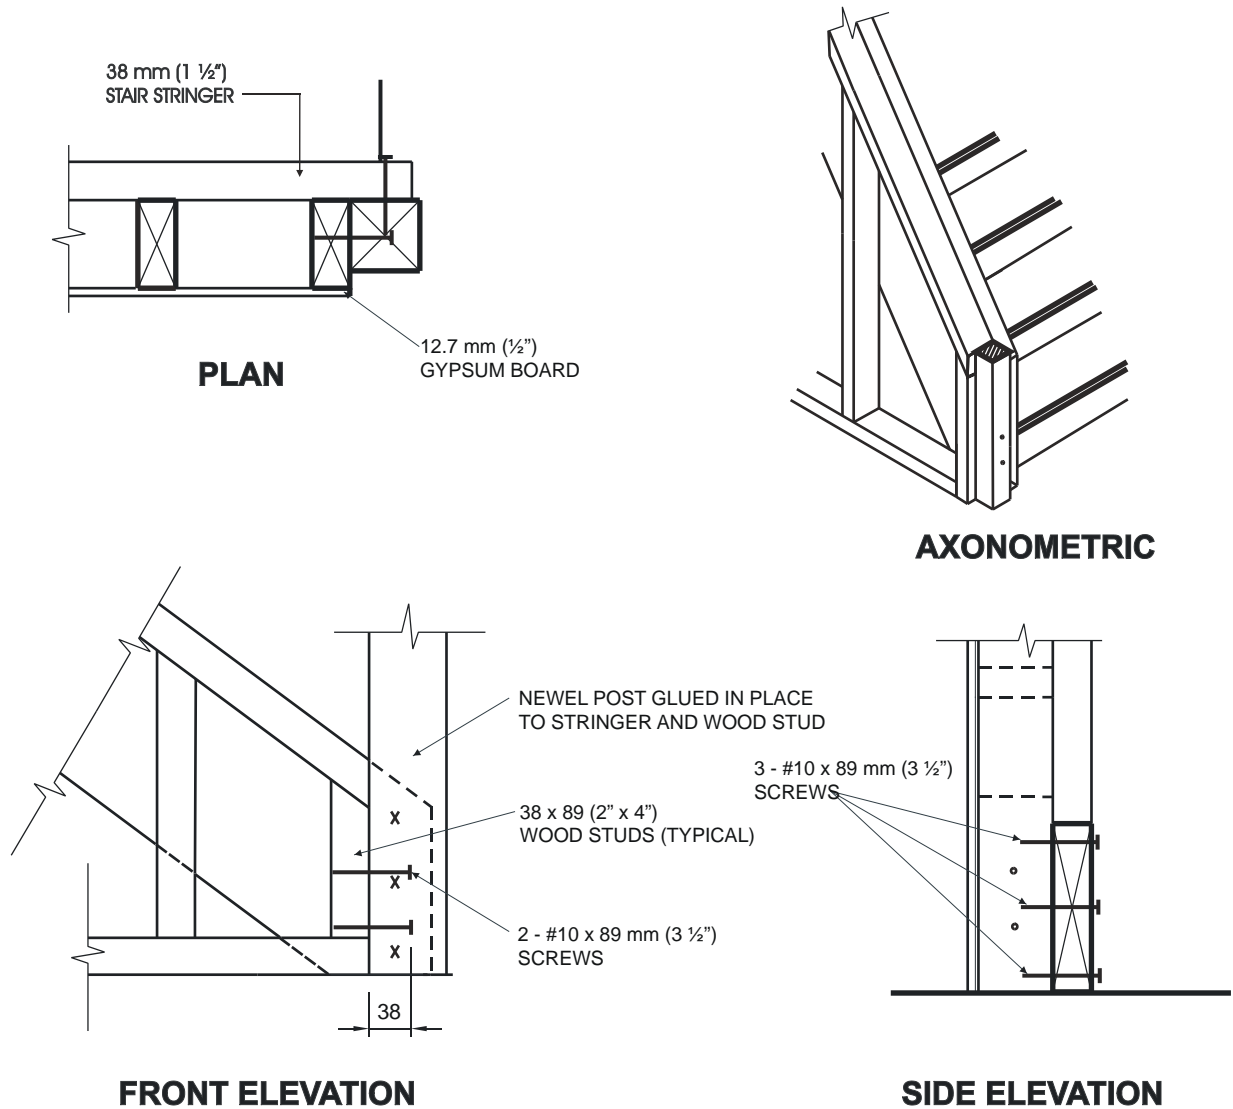 38 mm (1 ½")
STAIR STRINGER
12.7 mm (½”)
GYPSUM BOARD
PLAN
AXONOMETRIC
NEWEL POST GLUED IN PLACE
TO STRINGER AND WOOD STUD
38 x 89 (2” x 4”)
WOOD STUDS (TYPICAL)
2 - #10 x 89 mm (3 ½”)
SCREWS
38
FRONT ELEVATION
3 - #10 x 89 mm (3 ½”)
SCREWS
SIDE ELEVATION